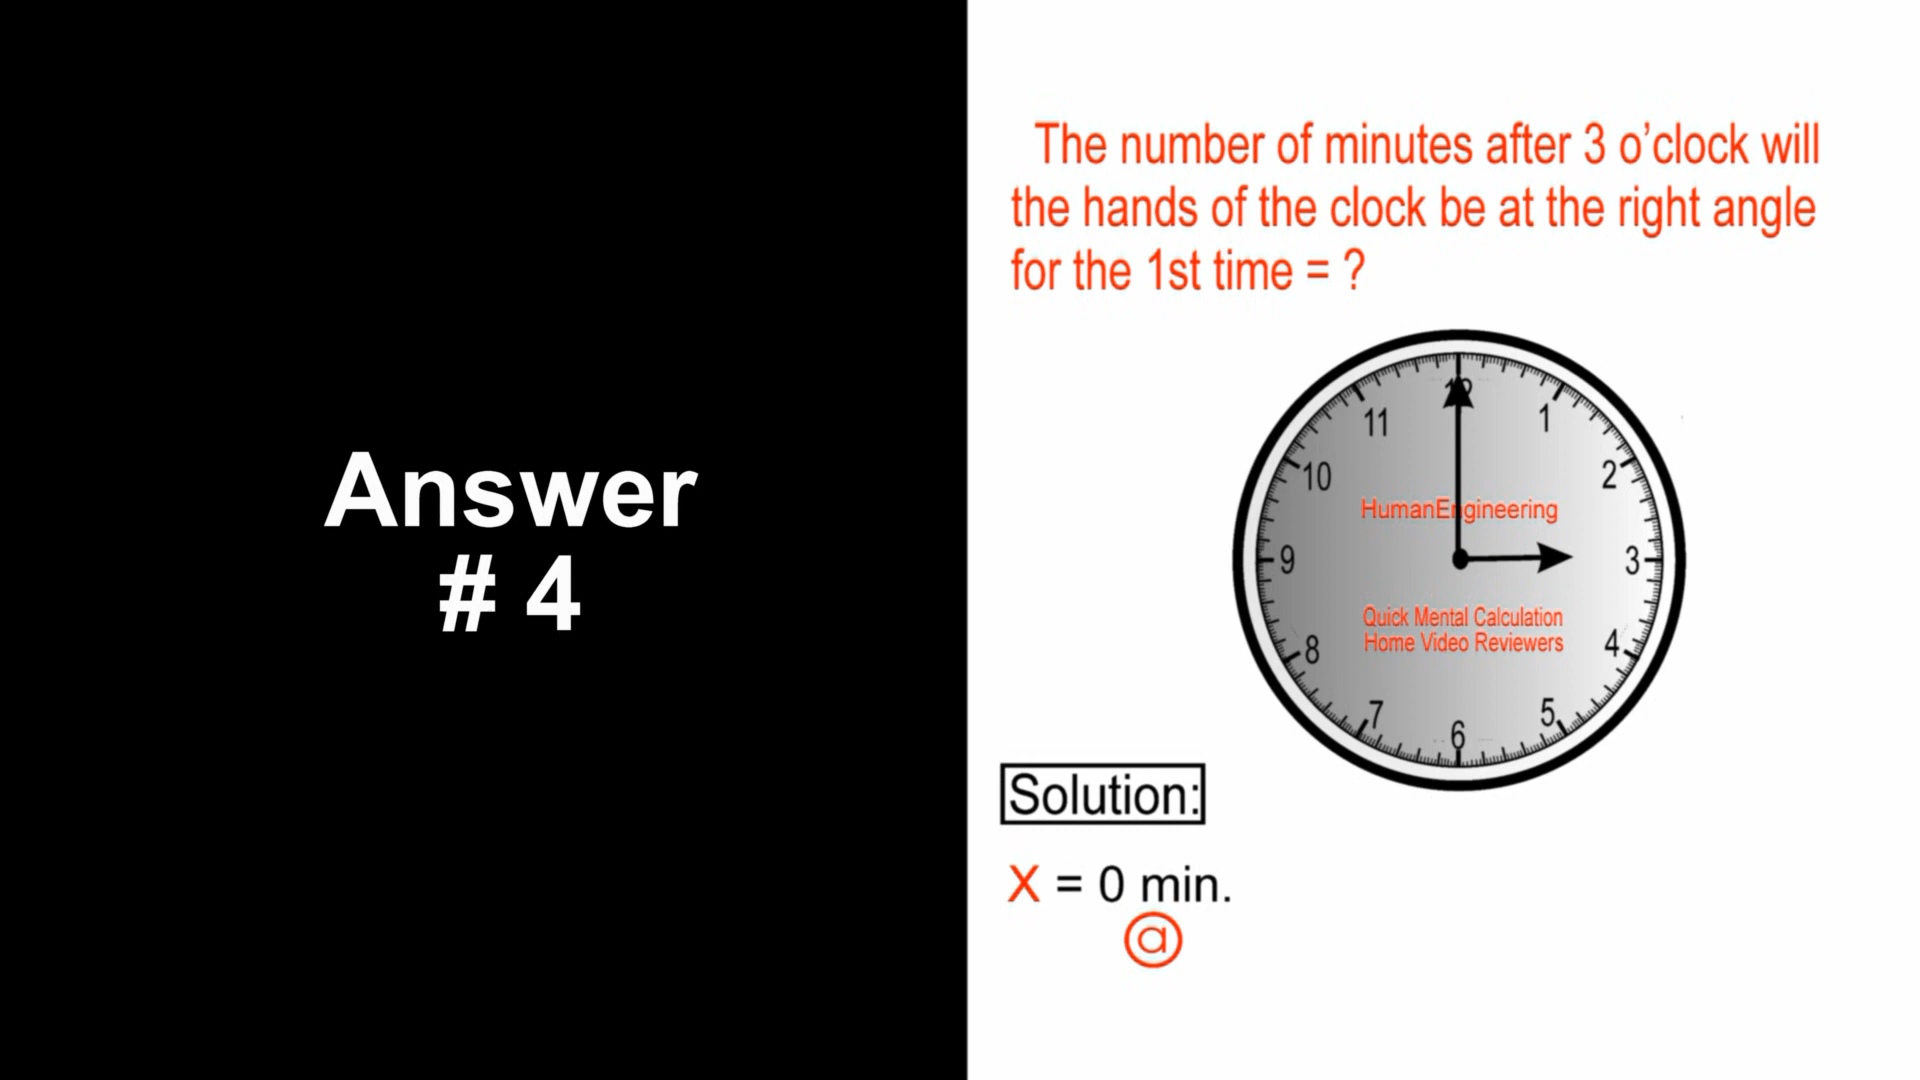 Answer
# 4
The number of minutes after 3 o’clock will
the hands of the clock be at the right angle
for the 1st time = ?
12
11
1
10
2
HumanEngineering
9
3
Quick Mental Calculation
Home Video Reviewers
8
4
7
5
6
Solution:
X = 0 min.
a